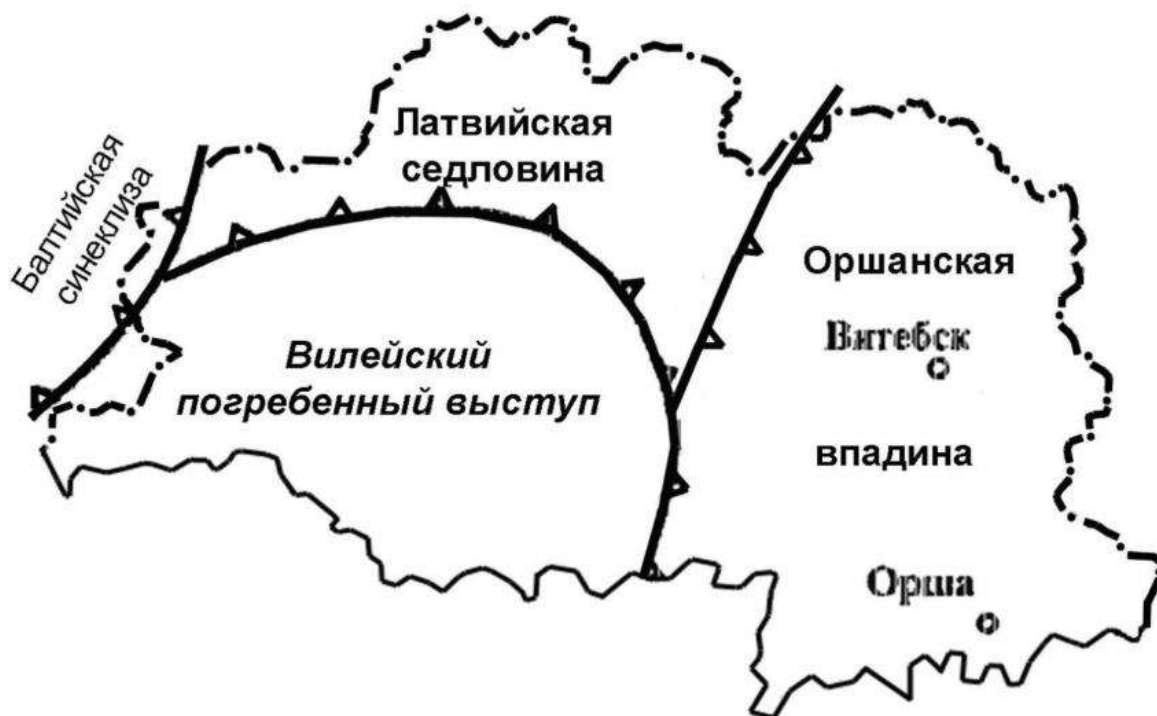 Латвийская
седловина
Балтийская
синеклиза
Оршанская
Витебск
Вилейский
погребенный выступ
впадина
Орша